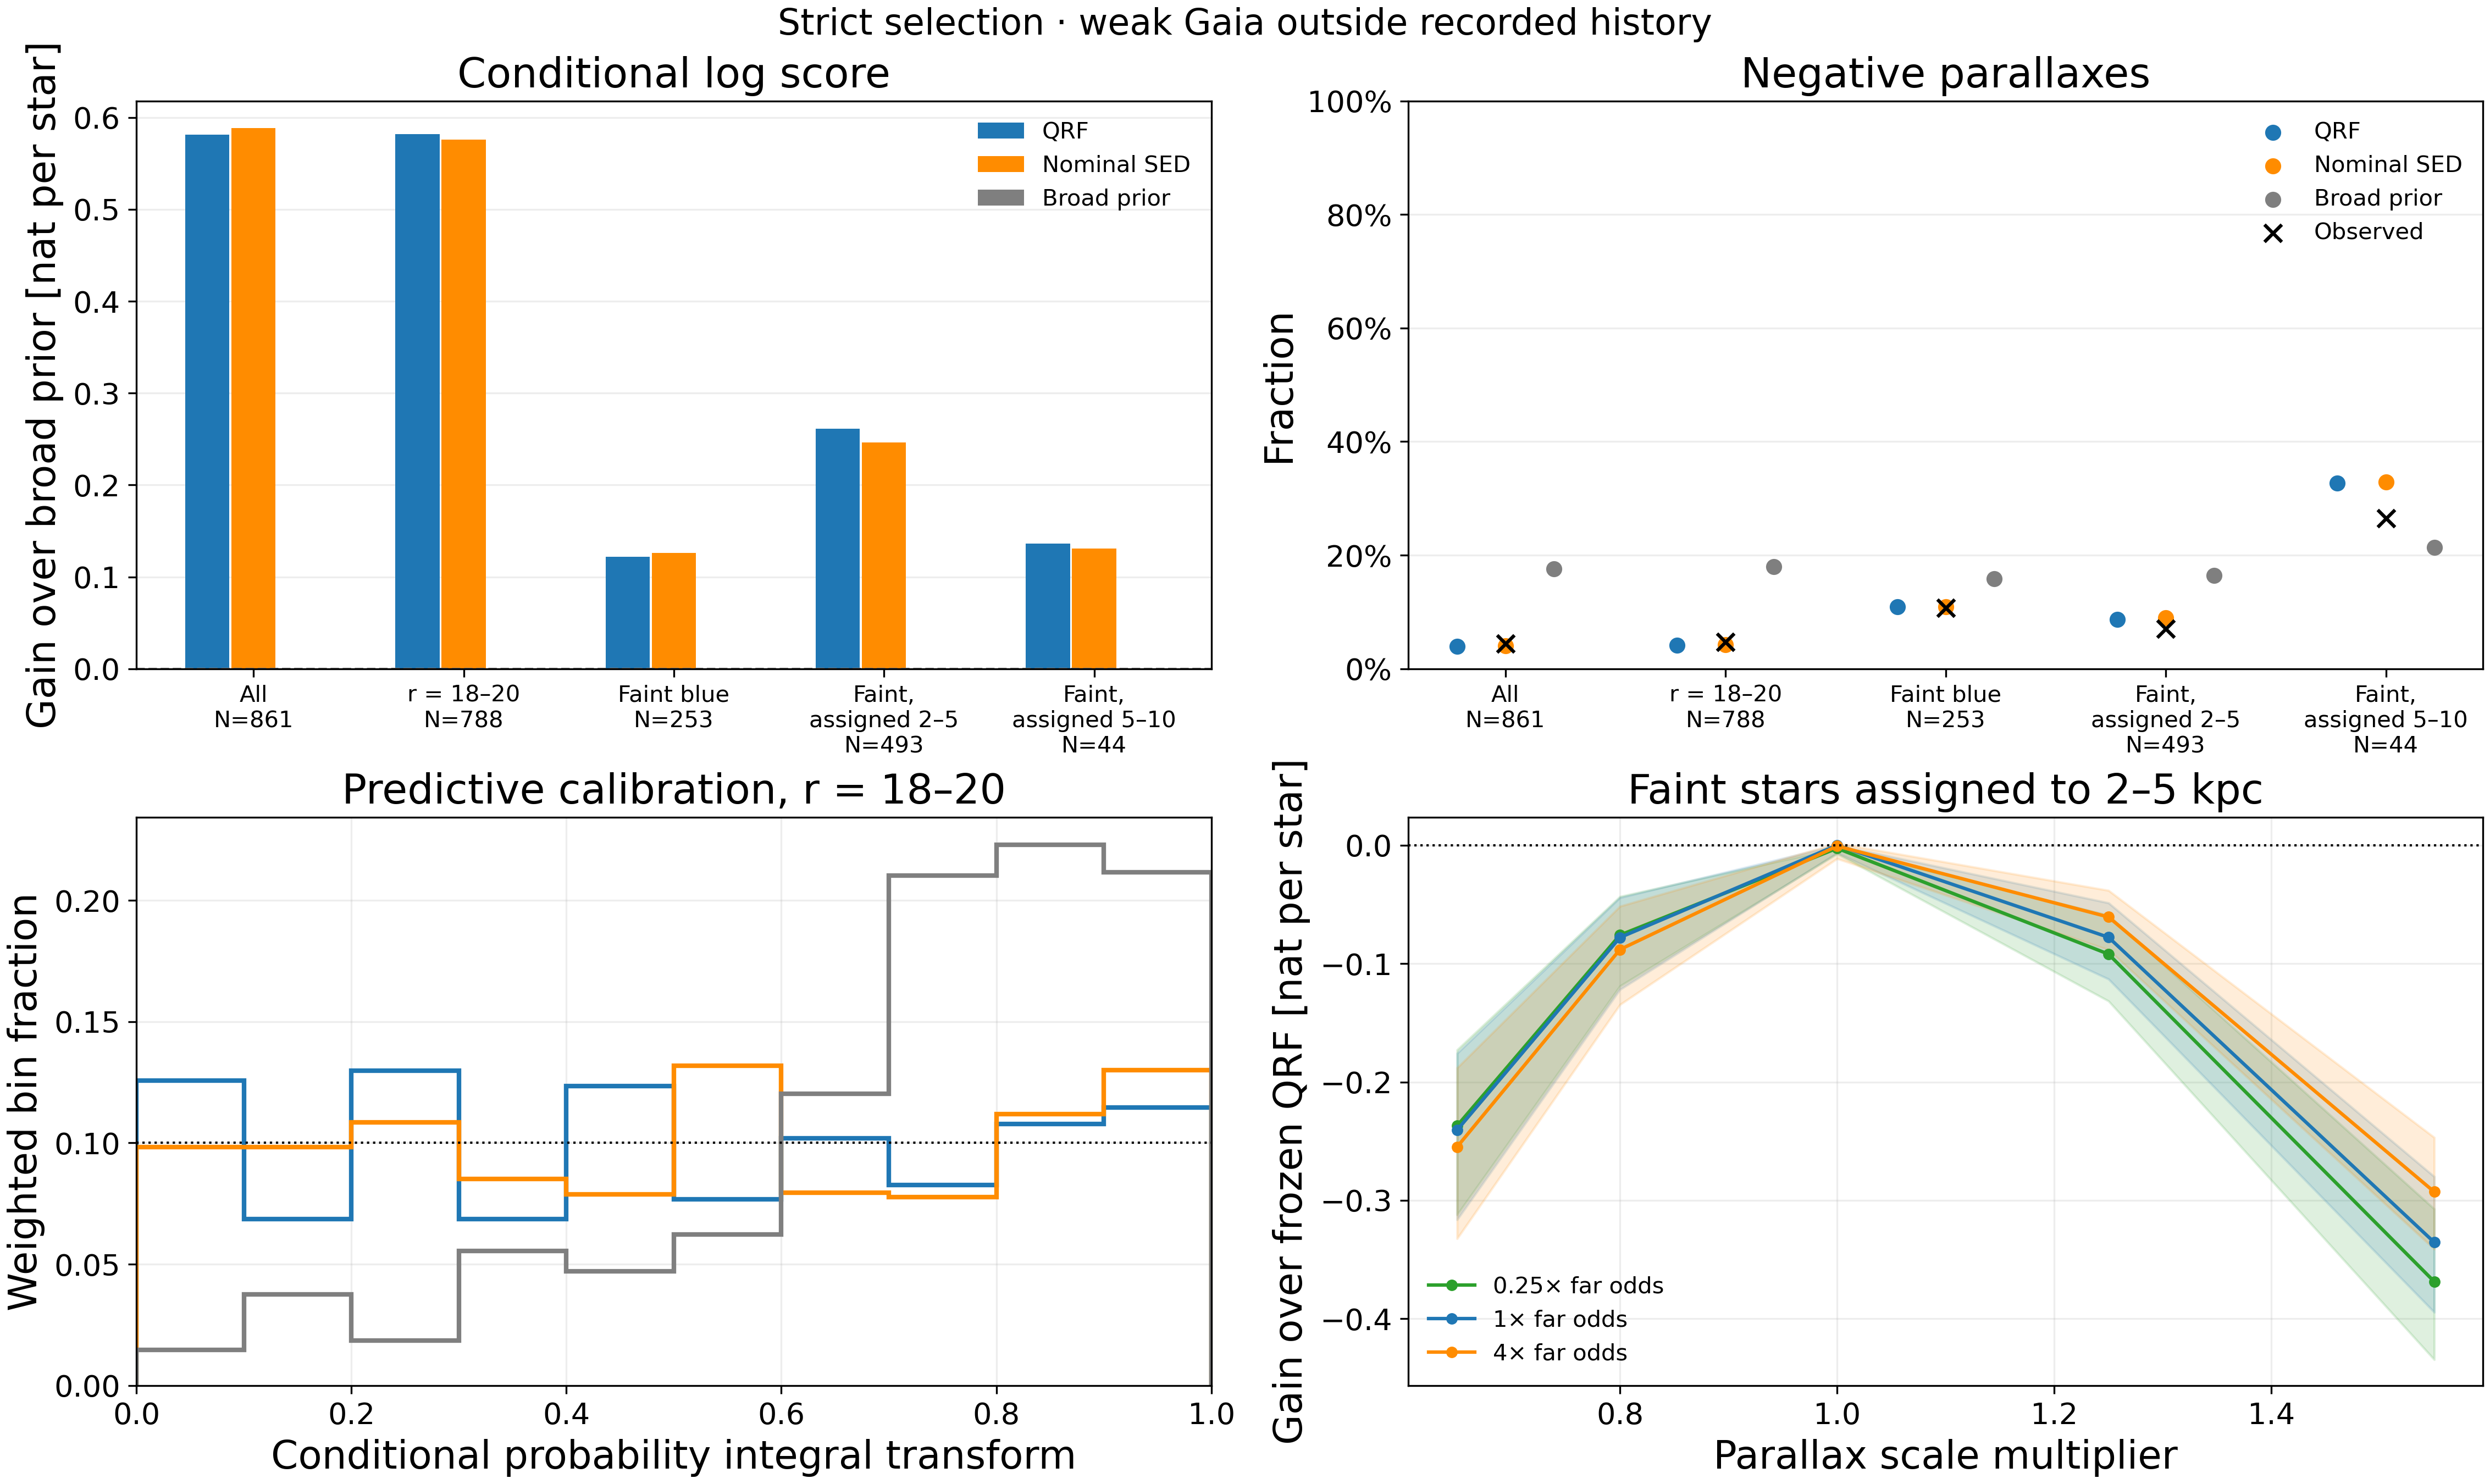 Strict selection · weak Gaia outside recorded history
Conditional log score
Gain over broad prior [nat per star]
0.6
0.5
0.4
0.3
0.2
0.1
0.0
QRF
Nominal SED
Broad prior
All
N=861
r = 18–20
N=788
Faint blue
N=253
Faint,
assigned 2–5
N=493
Faint,
assigned 5–10
N=44
Negative parallaxes
Fraction
100%
80%
60%
40%
20%
0%
QRF
Nominal SED
Broad prior
Observed
All
N=861
r = 18–20
N=788
Faint blue
N=253
Faint,
assigned 2–5
N=493
Faint,
assigned 5–10
N=44
Predictive calibration, r = 18–20
Weighted bin fraction
0.20
0.15
0.10
0.05
0.00
0.0
0.2
0.4
0.6
0.8
1.0
Conditional probability integral transform
Faint stars assigned to 2–5 kpc
Gain over frozen QRF [nat per star]
0.0
−0.1
−0.2
−0.3
−0.4
0.25× far odds
1× far odds
4× far odds
0.8
1.0
1.2
1.4
Parallax scale multiplier